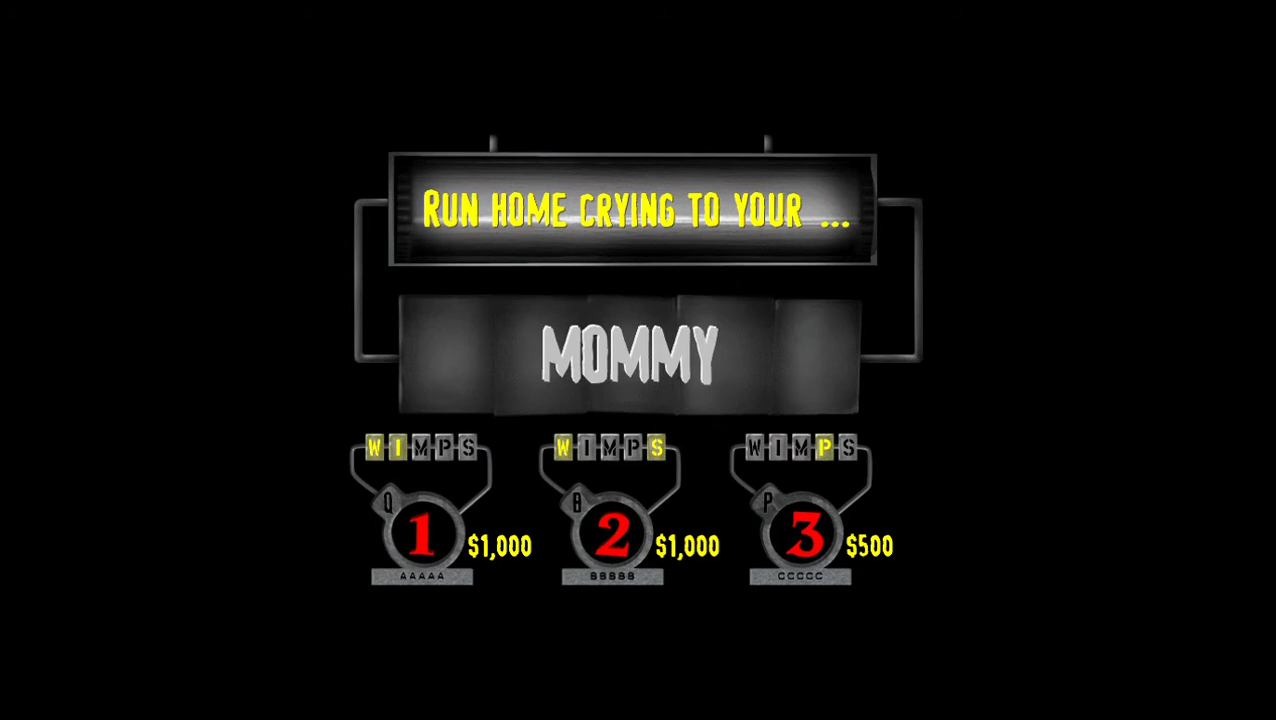 Run home crying to your ...
MOMMY
WIMPS WIMPS WIMPS
Q B P
1 $1,000 2 $1,000 3 $500
AAAAA BBBBB CCCCC